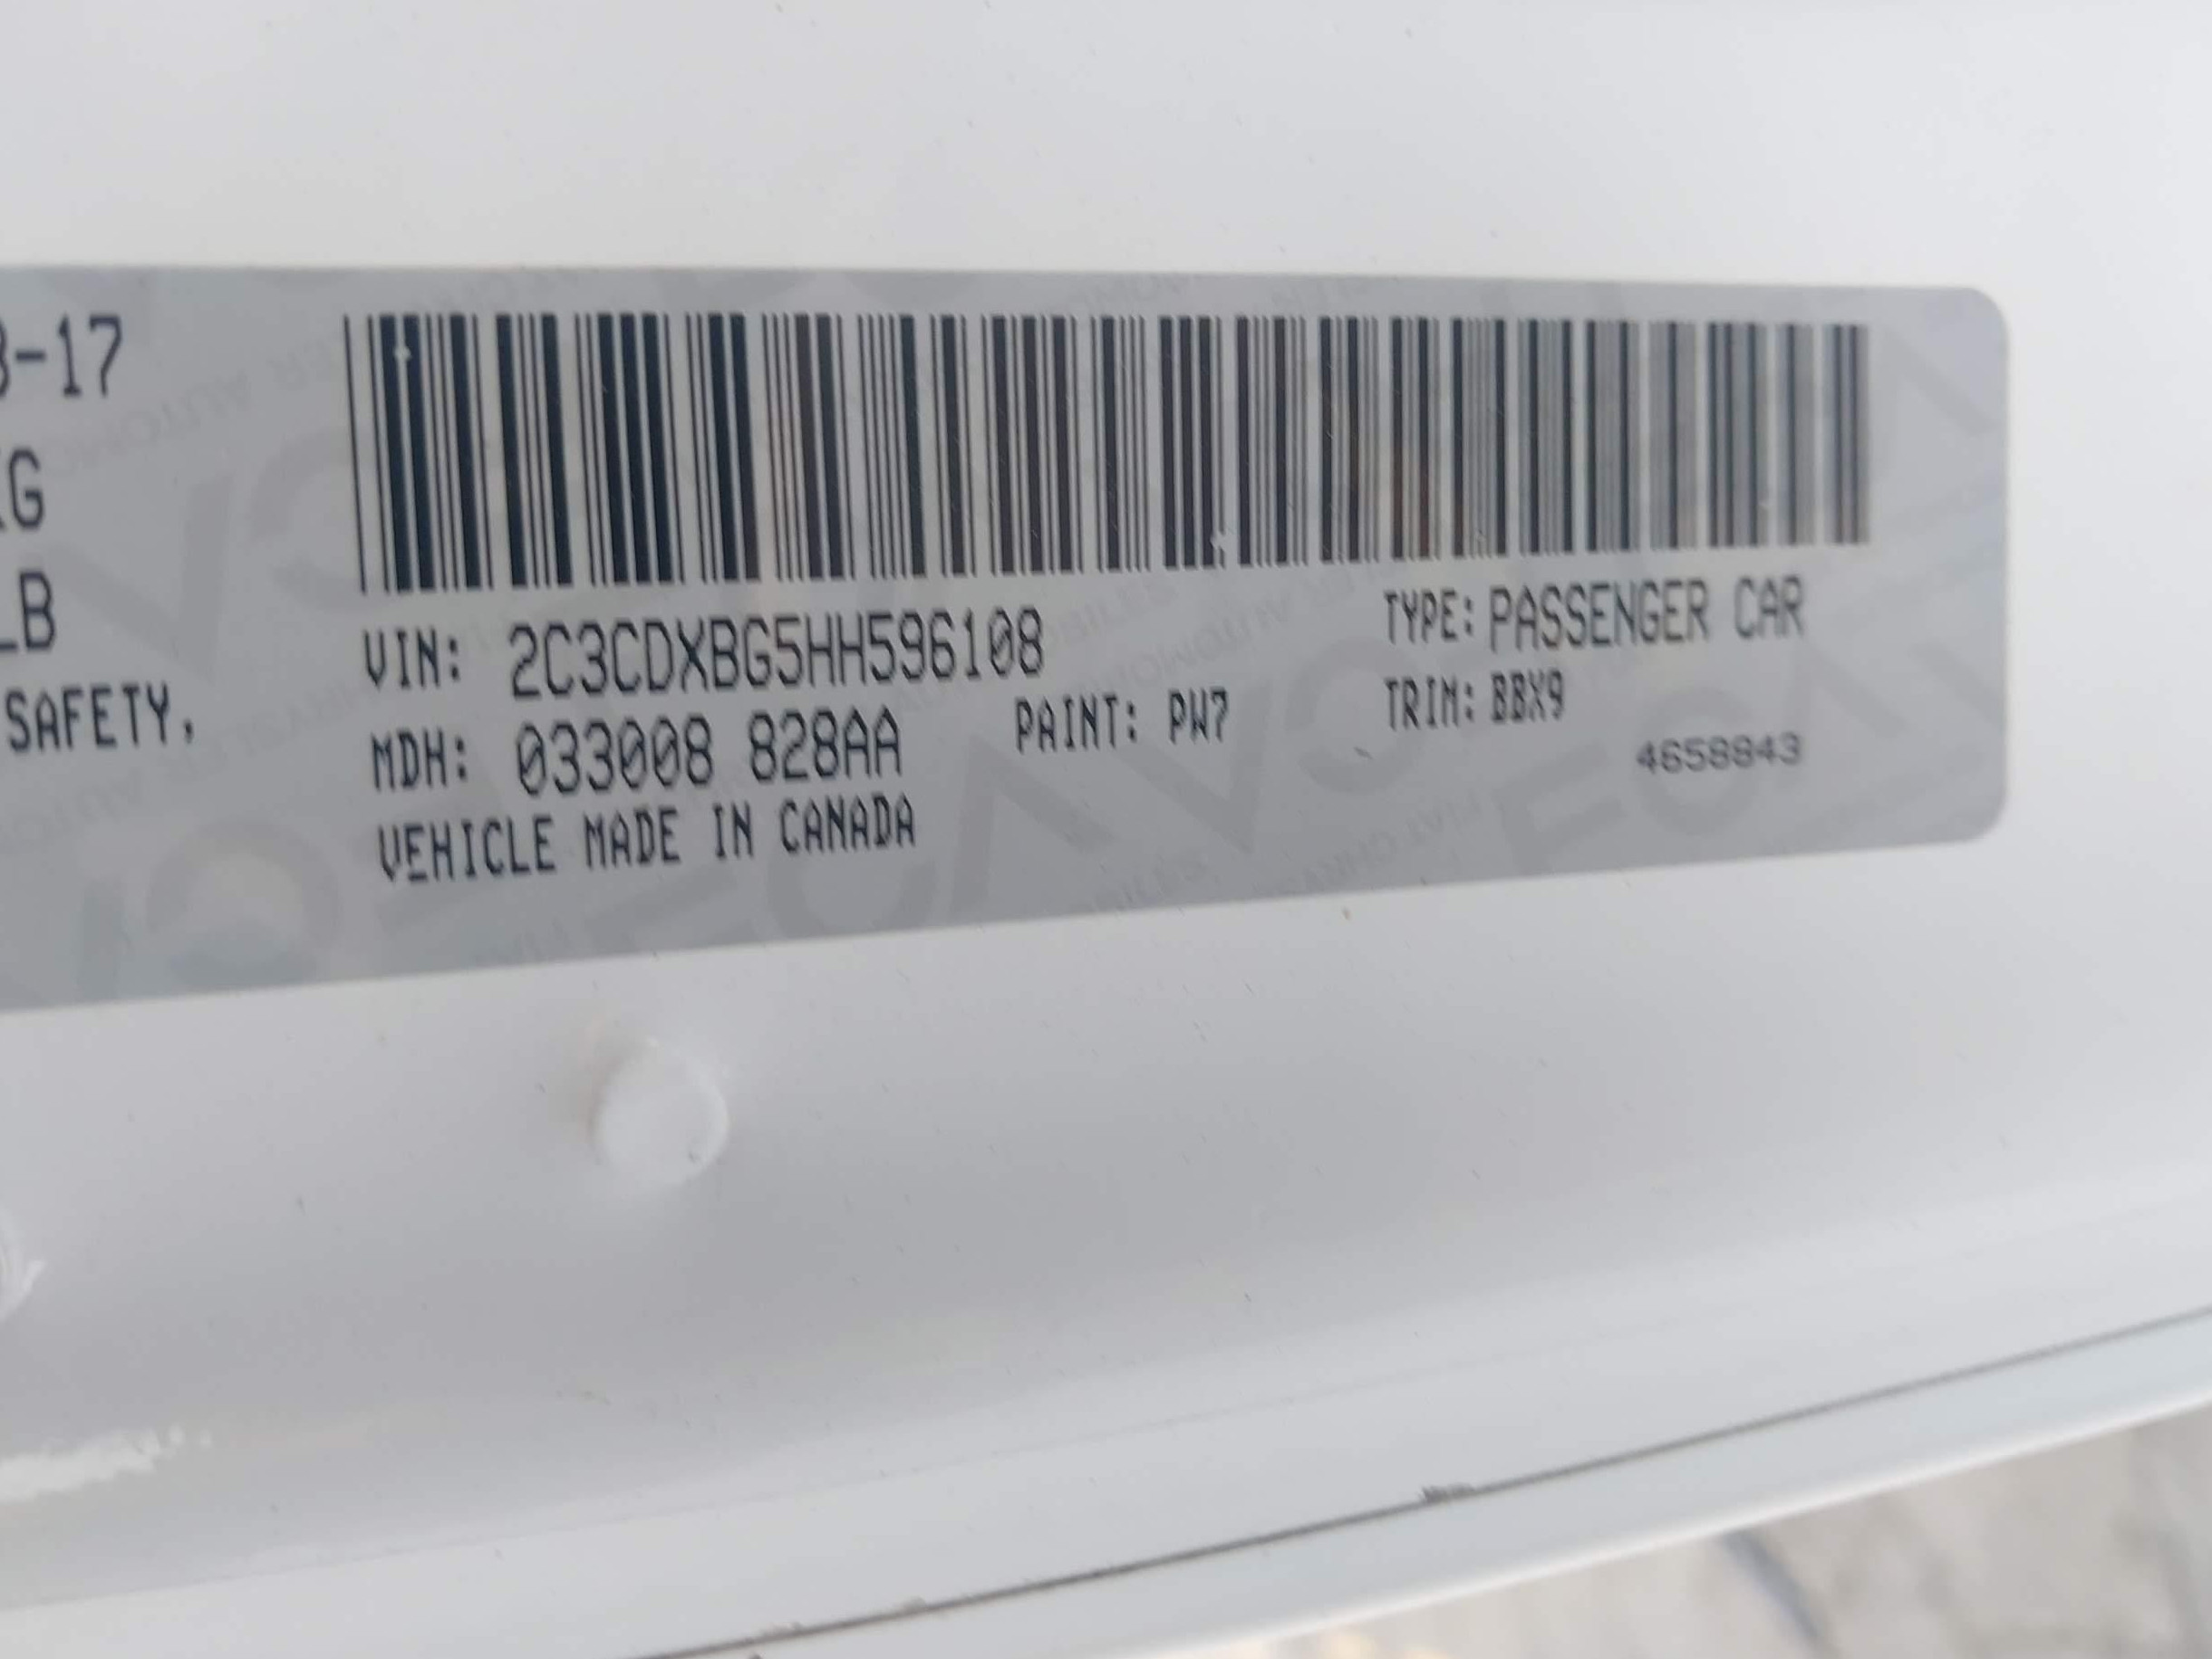 -17
G
LB
SAFETY,
VIN: 2C3CDXBG5HH596108
TYPE: PASSENGER CAR
MDH: 033008 828AA
PAINT: PW7
TRIM: BBX9
4658843
VEHICLE MADE IN CANADA